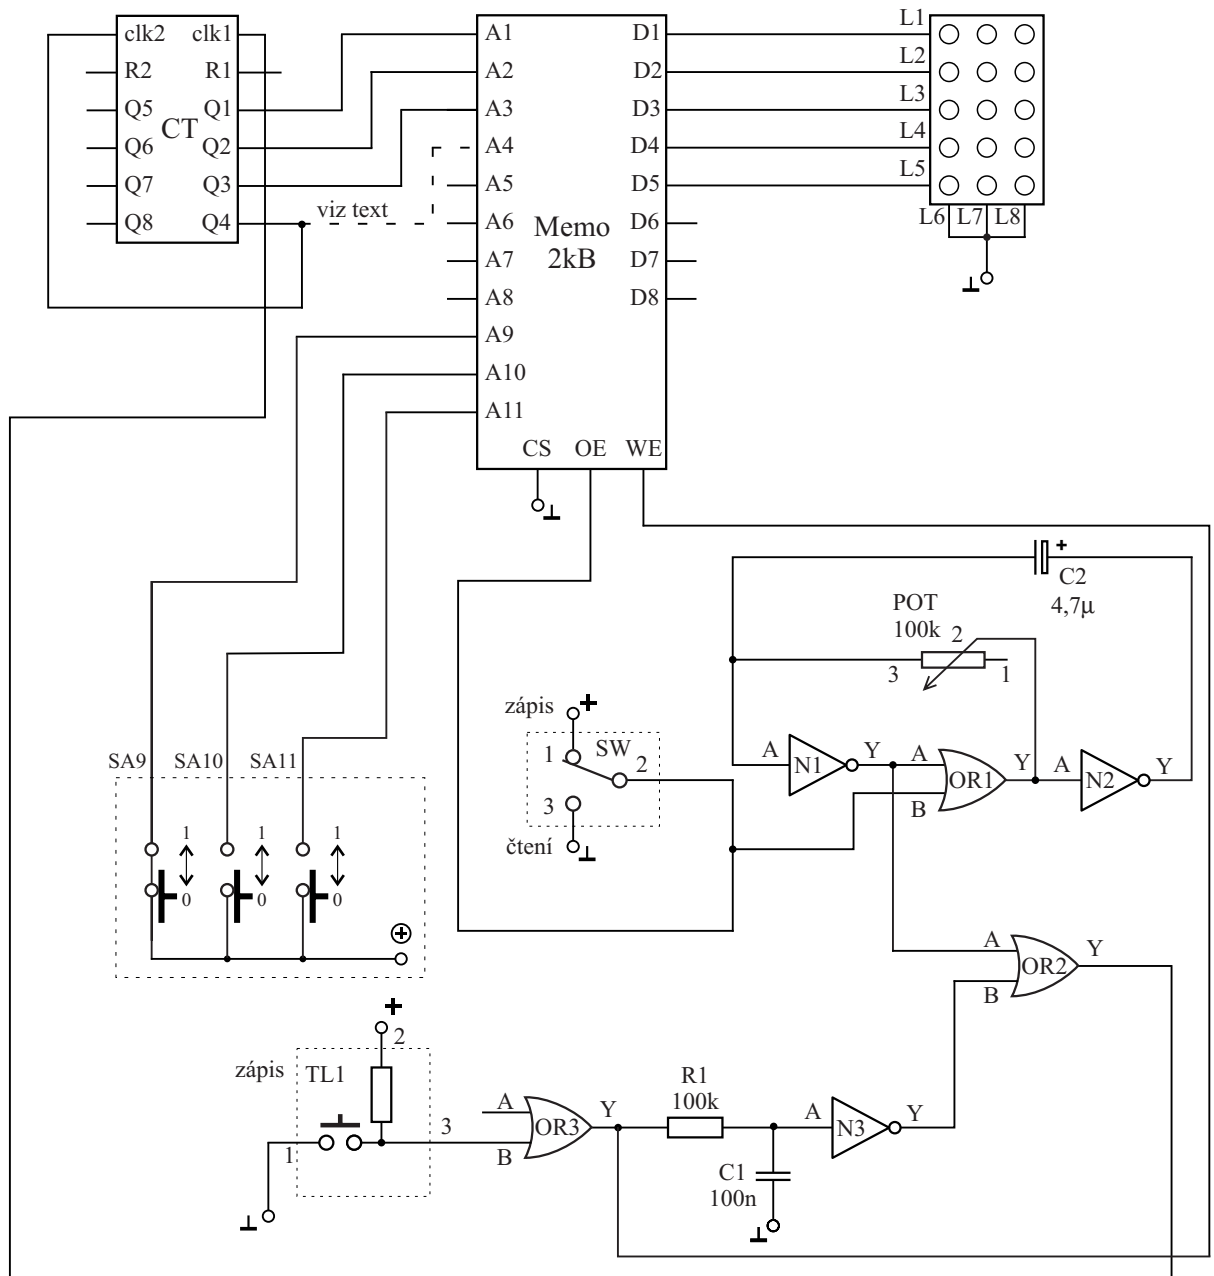 clk2 clk1
R2 R1
Q5 Q1
CT
Q6 Q2
Q7 Q3
Q8 Q4
viz text
A1 D1
A2 D2
A3 D3
A4 D4
A5 D5
A6 D6
A7 D7
A8 D8
Memo
2kB
A9
A10
A11
CS OE WE
L1
L2
L3
L4
L5
L6 L7 L8
+
C2
4,7µ
POT
100k
2
3 1
zápis +
1 SW 2
3
čtení
A N1 Y A OR1 Y A N2 Y
B
SA9 SA10 SA11
1 1 1
0 0 0
+
A OR2 Y
B
+
2
zápis TL1
1 3
A OR3 Y
B
R1
100k
A N3 Y
C1
100n